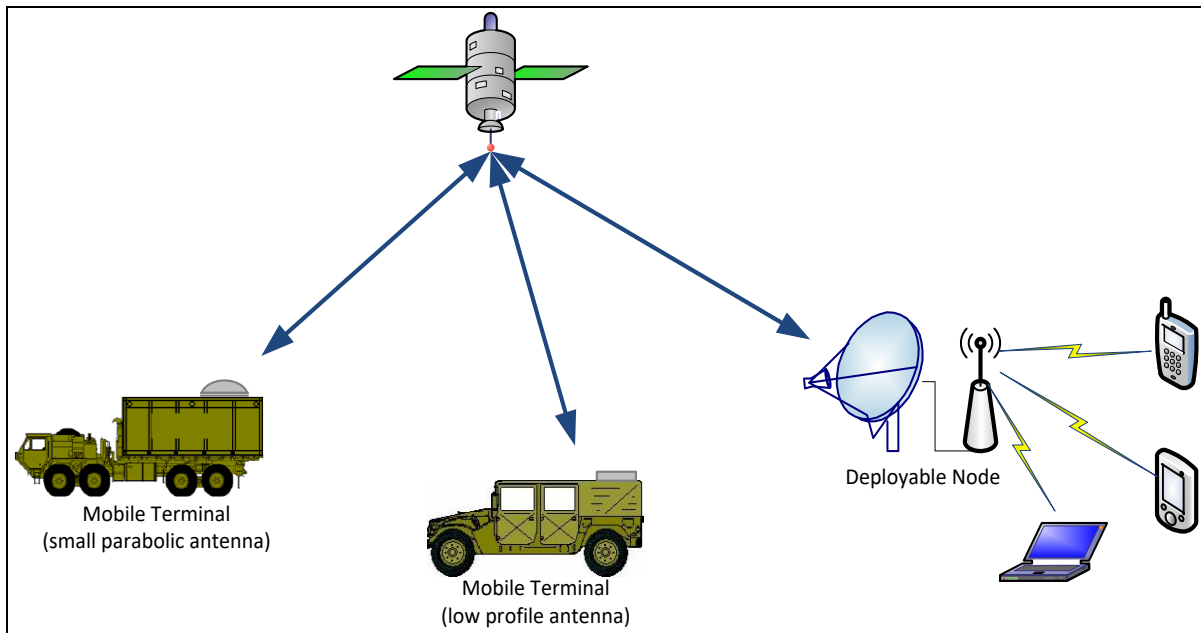 Deployable Node
Mobile Terminal
(small parabolic antenna)
Mobile Terminal
(low profile antenna)